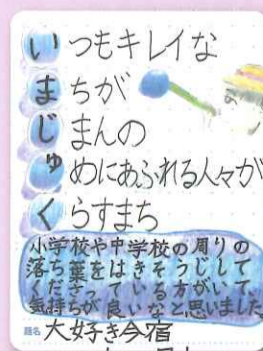 いつもキレイな
まちが
じまんの
ゅめにあふれる人々が
くらすまち
小学校や中学校の周りの
落ち葉をはきそうじして
くださっている方がいて
気持ちが良いなと思いました
題名 大好き今宿